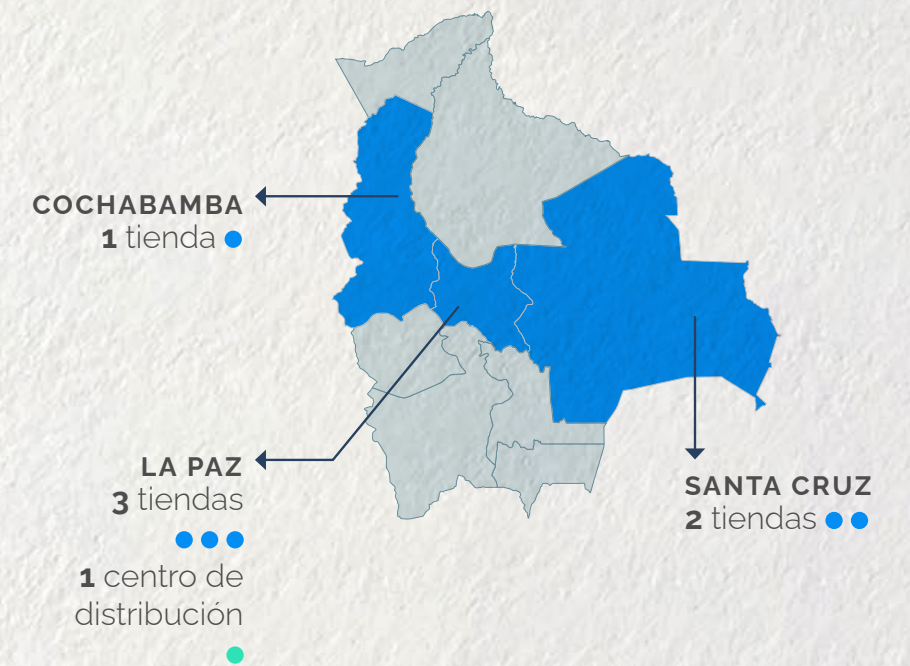 COCHABAMBA
1 tienda
LA PAZ
3 tiendas
1 centro de
distribución
SANTA CRUZ
2 tiendas